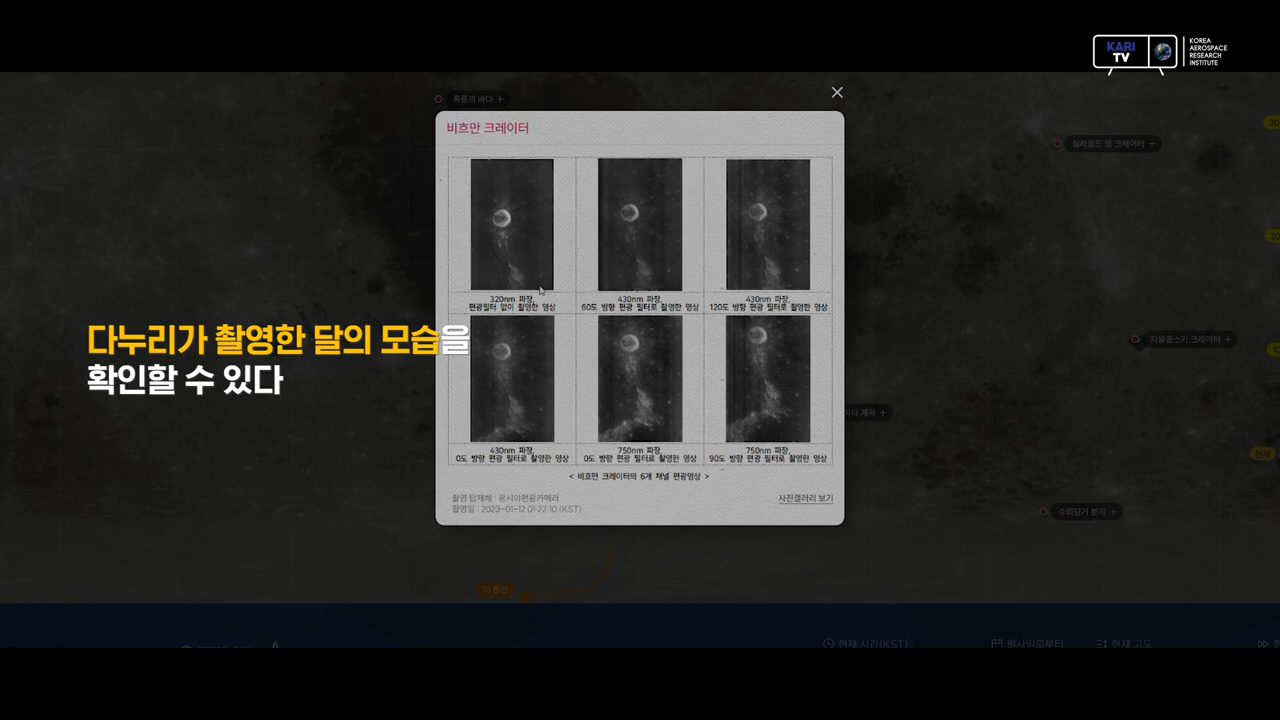 KARI
TV
KOREA
AEROSPACE
RESEARCH
INSTITUTE
폭풍의 바다 +
비흐만 크레이터
320nm 파장,
편광필터 없이 촬영한 영상
430nm 파장,
60도 방향 편광 필터로 촬영한 영상
430nm 파장,
120도 방향 편광 필터로 촬영한 영상
다누리가 촬영한 달의 모습을
확인할 수 있다
430nm 파장,
0도 방향 편광 필터로 촬영한 영상
750nm 파장,
0도 방향 편광 필터로 촬영한 영상
750nm 파장,
90도 방향 편광 필터로 촬영한 영상
< 비흐만 크레이터의 6개 채널 편광영상 >
촬영 탑재체 : 광시야편광카메라
촬영일 : 2023-01-12 01:22:10 (KST)
사진갤러리 보기
치올콥스키 크레이터 +
계곡 +
현재
슈뢰딩거 분지 +
10 분전
현재 시간(KST)
발사일로부터
현재 고도